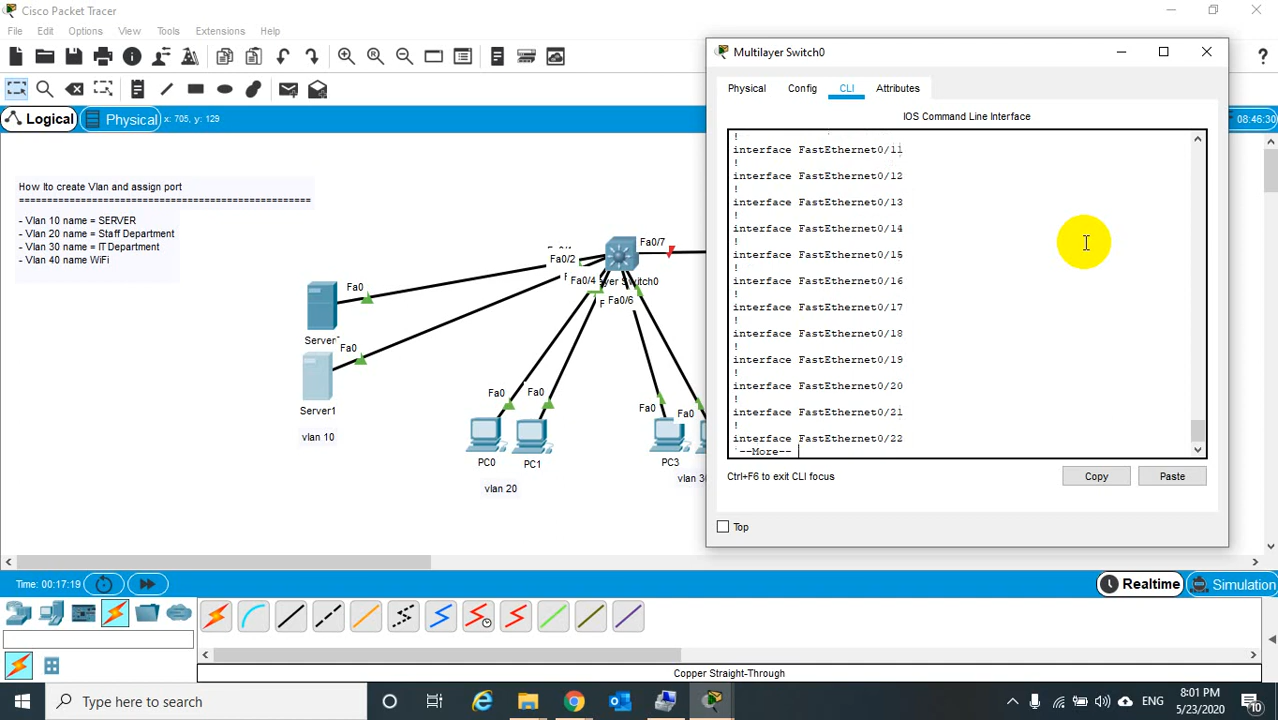 Cisco Packet Tracer
File Edit Options View Tools Extensions Help
Logical Physical x: 705, y: 129
08:46:30
How Ito create Vlan and assign port
==================================================
- Vlan 10 name = SERVER
- Vlan 20 name = Staff Department
- Vlan 30 name = IT Department
- Vlan 40 name WiFi
Fa0/7
Fa0/2
Fa0/4
yer Switch0
Fa0/6
Fa0
Server
Fa0
Server1
vlan 10
Fa0
Fa0
PC0
PC1
vlan 20
Fa0
Fa0
PC3
vlan 3
Multilayer Switch0
Physical Config CLI Attributes
IOS Command Line Interface
!
interface FastEthernet0/11
!
interface FastEthernet0/12
!
interface FastEthernet0/13
!
interface FastEthernet0/14
!
interface FastEthernet0/15
!
interface FastEthernet0/16
!
interface FastEthernet0/17
!
interface FastEthernet0/18
!
interface FastEthernet0/19
!
interface FastEthernet0/20
!
interface FastEthernet0/21
!
interface FastEthernet0/22
--More--
Ctrl+F6 to exit CLI focus
Copy
Paste
Top
Time: 00:17:19
Realtime
Simulation
Copper Straight-Through
Type here to search
ENG
8:01 PM
5/23/2020
10